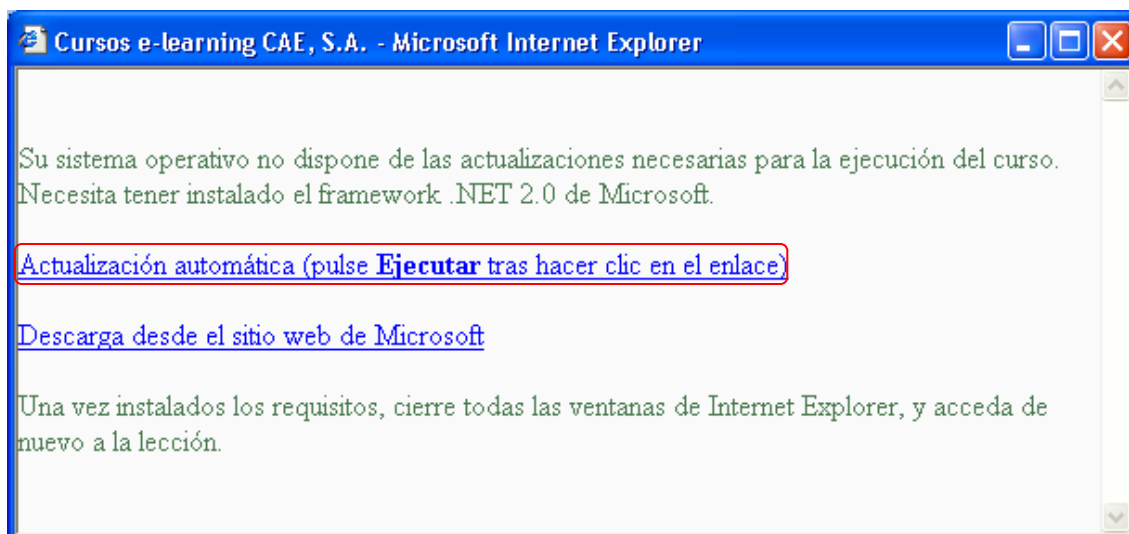 Cursos e-learning CAE, S.A. - Microsoft Internet Explorer
Su sistema operativo no dispone de las actualizaciones necesarias para la ejecución del curso.
Necesita tener instalado el framework .NET 2.0 de Microsoft.
Actualización automática (pulse Ejecutar tras hacer clic en el enlace)
Descarga desde el sitio web de Microsoft
Una vez instalados los requisitos, cierre todas las ventanas de Internet Explorer, y acceda de
nuevo a la lección.